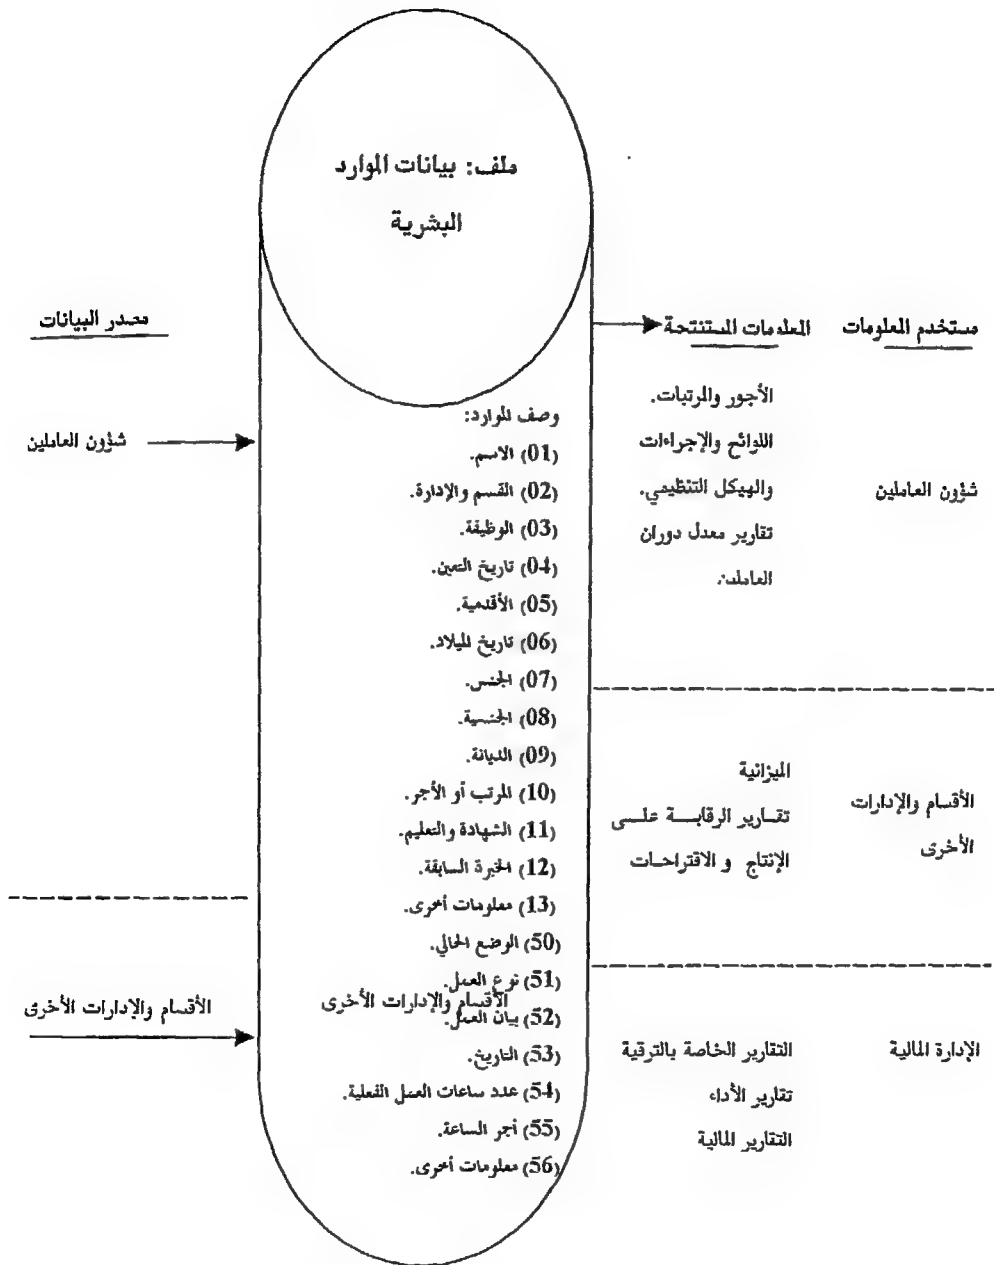 ملف: بيانات الموارد
البشرية
مستخدم المعلومات
المعلومات المستنتجة
مصدر البيانات
شؤون العاملين
الأجور والمرتبات.
اللوائح والإجراءات
والهيكل التنظيمي.
تقارير معدل دوران
العاملين.
الأقسام والإدارات
الأخرى
الميزانية
تقارير الرقابة على
الإنتاج و الاقتراحات
الإدارة المالية
التقارير الخاصة بالترقية
تقارير الأداء
التقارير المالية
وصف الموارد:
(01) الاسم.
(02) القسم والإدارة.
(03) الوظيفة.
(04) تاريخ التعين.
(05) الأقدمية.
(06) تاريخ الميلاد.
(07) الجنس.
(08) الجنسية.
(09) الديانة.
(10) المرتب أو الأجر.
(11) الشهادة والتعليم.
(12) الخبرة السابقة.
(13) معلومات أخرى.
(50) الوضع الحالي.
(51) نوع العمل.
الأقسام والإدارات الأخرى
(52) بيان العمل.
(53) التاريخ.
(54) عدد ساعات العمل الفعلية.
(55) أجر الساعة.
(56) معلومات أخرى.
شؤون العاملين
الأقسام والإدارات الأخرى